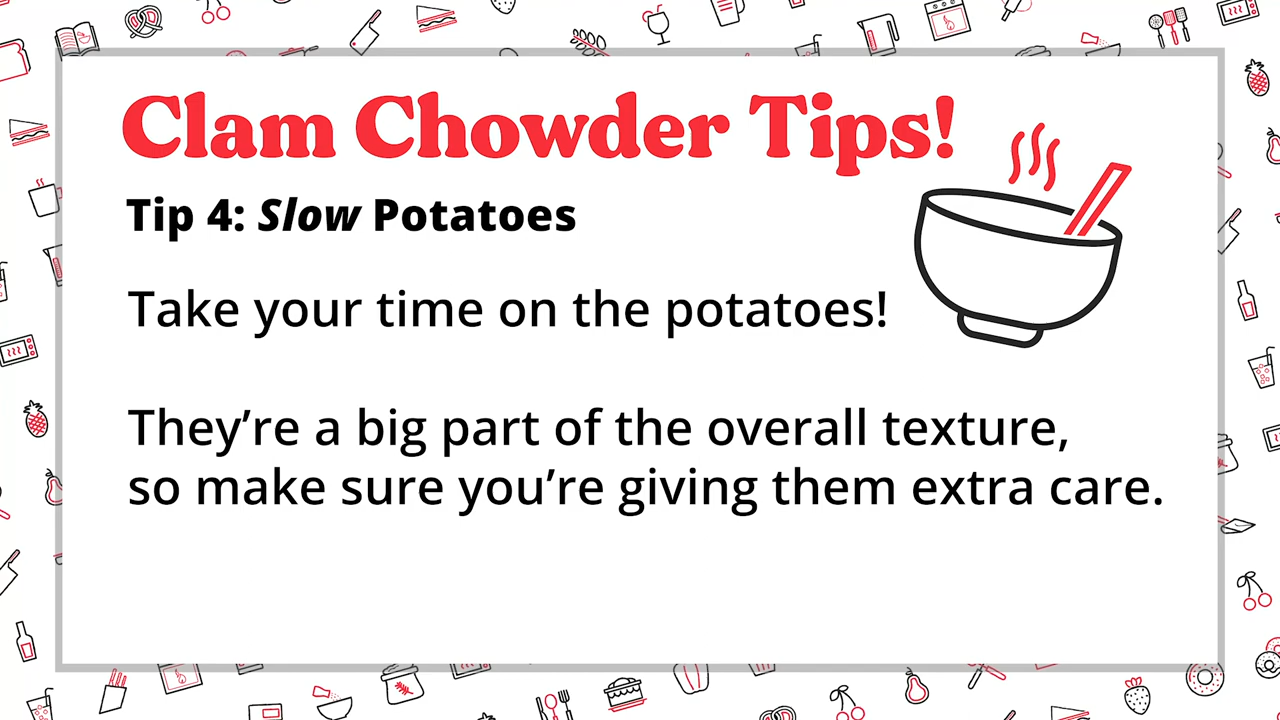 Clam Chowder Tips!
Tip 4: Slow Potatoes
Take your time on the potatoes!
They’re a big part of the overall texture,
so make sure you’re giving them extra care.